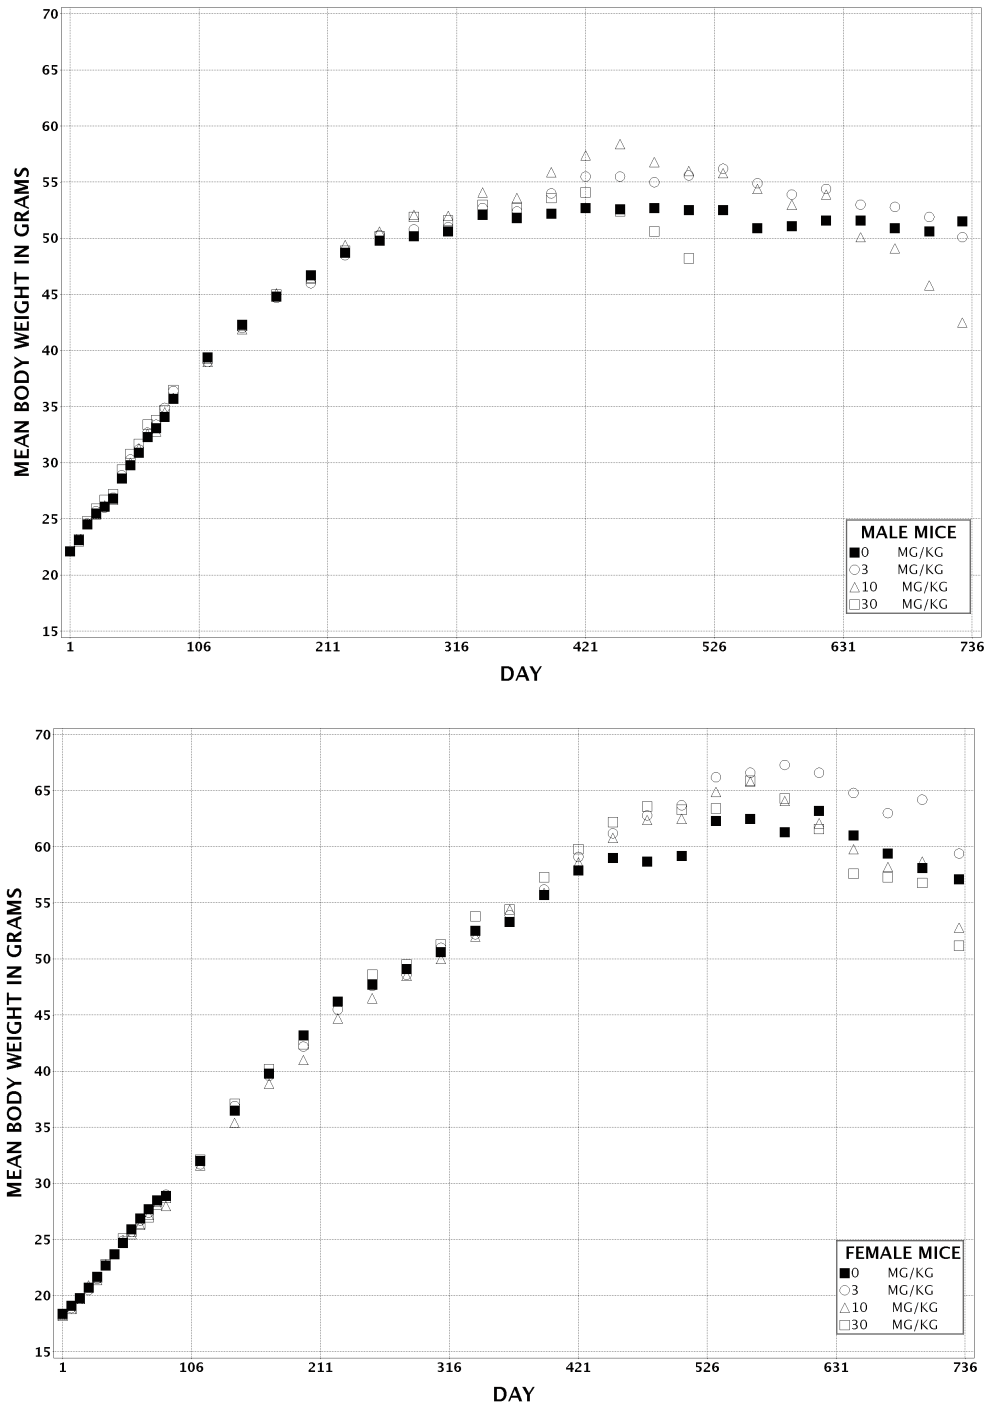 70
65
60
55
50
45
40
35
30
25
20
15
MEAN BODY WEIGHT IN GRAMS
MALE MICE
0 MG/KG
3 MG/KG
10 MG/KG
30 MG/KG
1 106 211 316 421 526 631 736
DAY
70
65
60
55
50
45
40
35
30
25
20
15
MEAN BODY WEIGHT IN GRAMS
FEMALE MICE
0 MG/KG
3 MG/KG
10 MG/KG
30 MG/KG
1 106 211 316 421 526 631 736
DAY